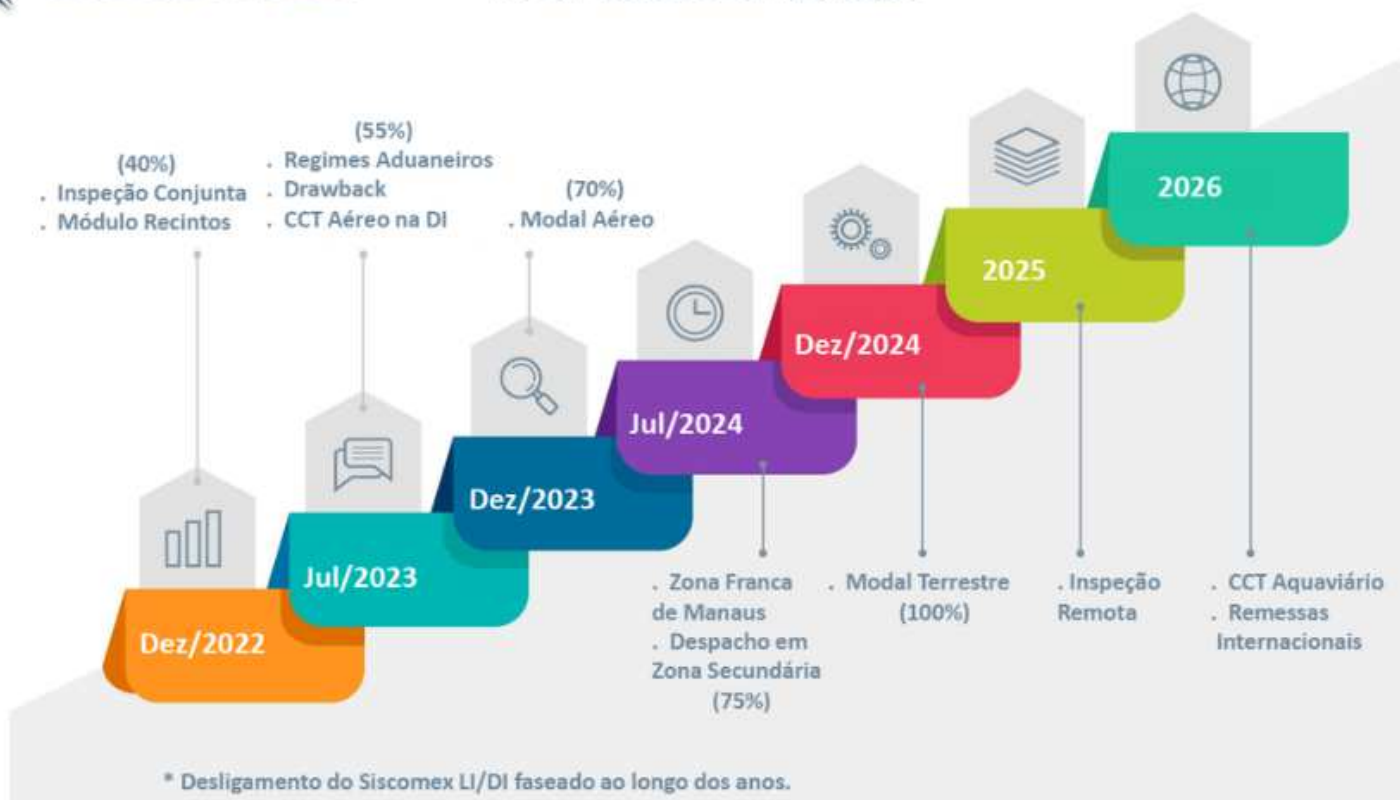 (40%)
. Inspeção Conjunta
. Módulo Recintos
(55%)
. Regimes Aduaneiros
. Drawback
. CCT Aéreo na DI
(70%)
. Modal Aéreo
Dez/2022
Jul/2023
Dez/2023
Jul/2024
Dez/2024
2025
2026
. Zona Franca
de Manaus
. Despacho em
Zona Secundária
(75%)
. Modal Terrestre
(100%)
. Inspeção
Remota
. CCT Aquaviário
. Remessas
Internacionais
* Desligamento do Siscomex LI/DI faseado ao longo dos anos.